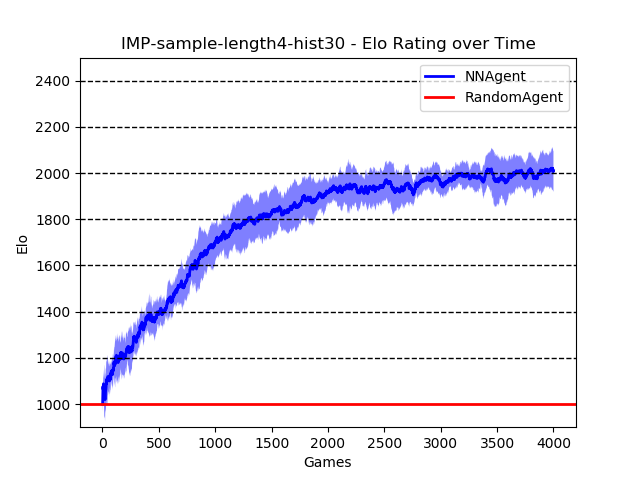 IMP-sample-length4-hist30 - Elo Rating over Time
NNAgent
RandomAgent
2400
2200
2000
1800
1600
1400
1200
1000
Elo
0 500 1000 1500 2000 2500 3000 3500 4000
Games